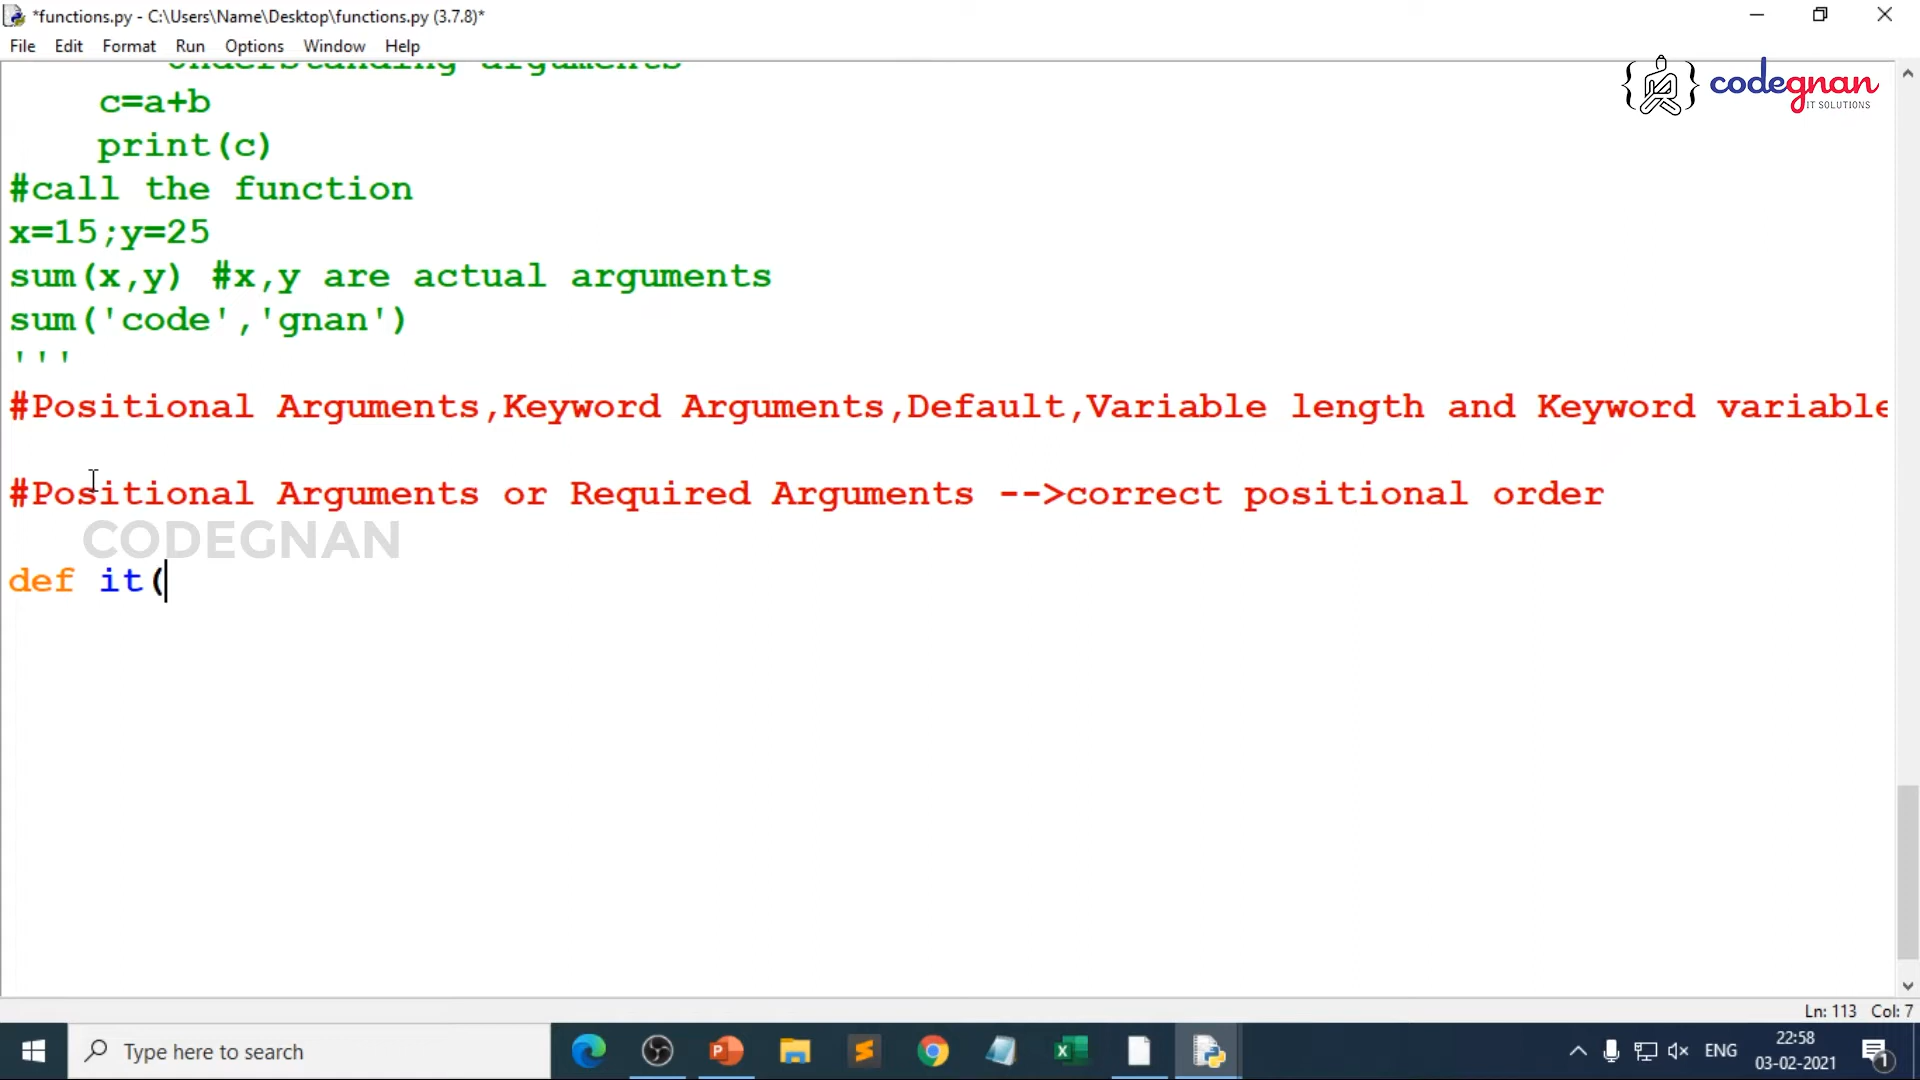 *functions.py - C:\Users\Name\Desktop\functions.py (3.7.8)*
File Edit Format Run Options Window Help
understanding arguments
codegnan
IT SOLUTIONS
c=a+b
print(c)
#call the function
x=15;y=25
sum(x,y) #x,y are actual arguments
sum('code','gnan')
'''
#Positional Arguments,Keyword Arguments,Default,Variable length and Keyword variable
#Positional Arguments or Required Arguments -->correct positional order
CODEGNAN
def it(
Ln: 113 Col: 7
Type here to search
ENG
22:58
03-02-2021
1